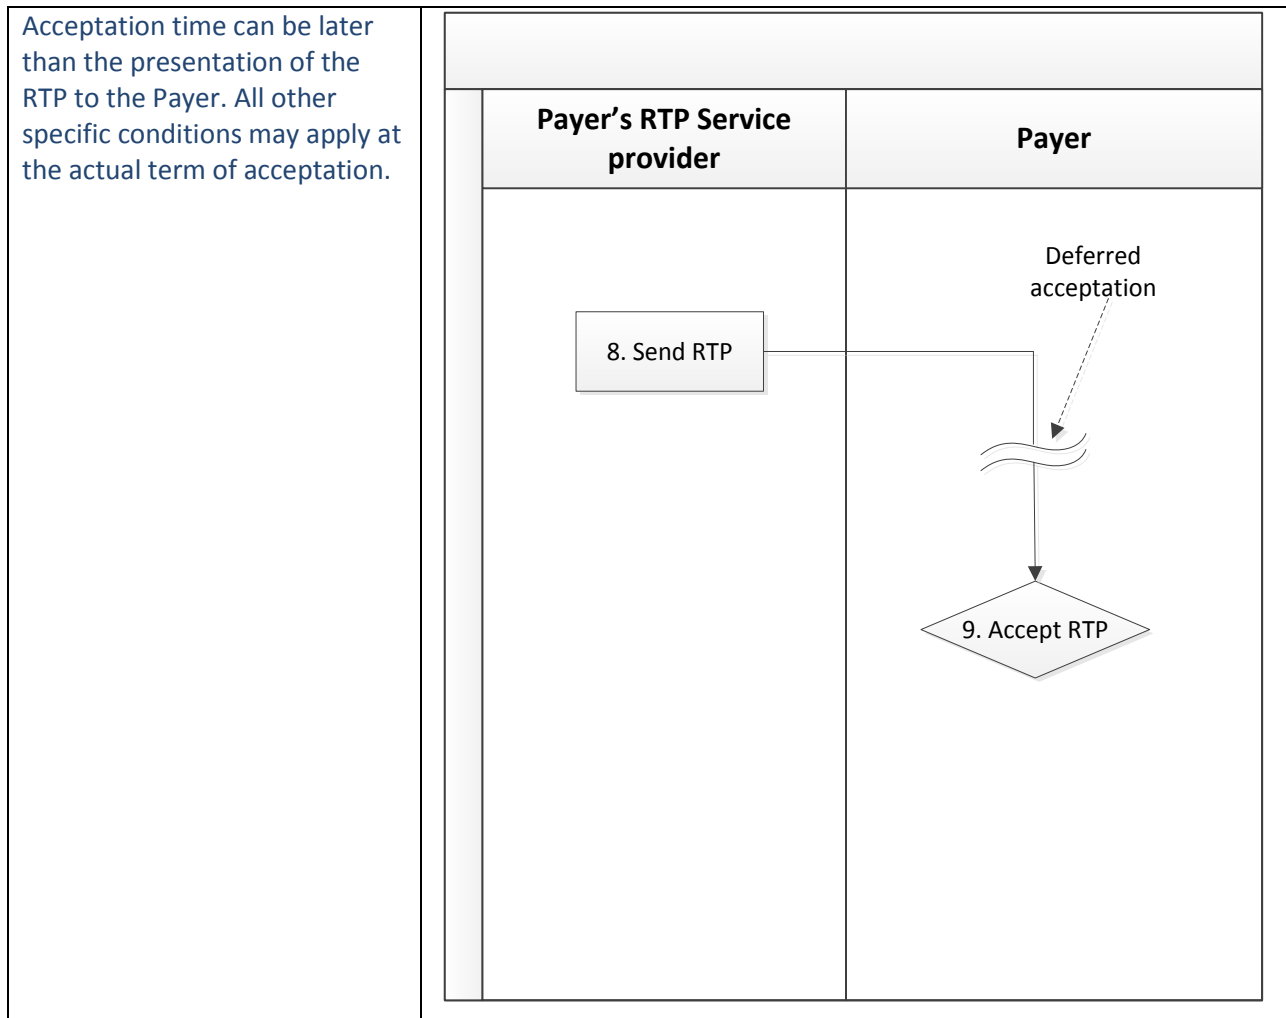 Acceptation time can be later
than the presentation of the
RTP to the Payer. All other
specific conditions may apply at
the actual term of acceptation.
Payer's RTP Service
provider
Payer
Deferred
acceptation
8. Send RTP
9. Accept RTP